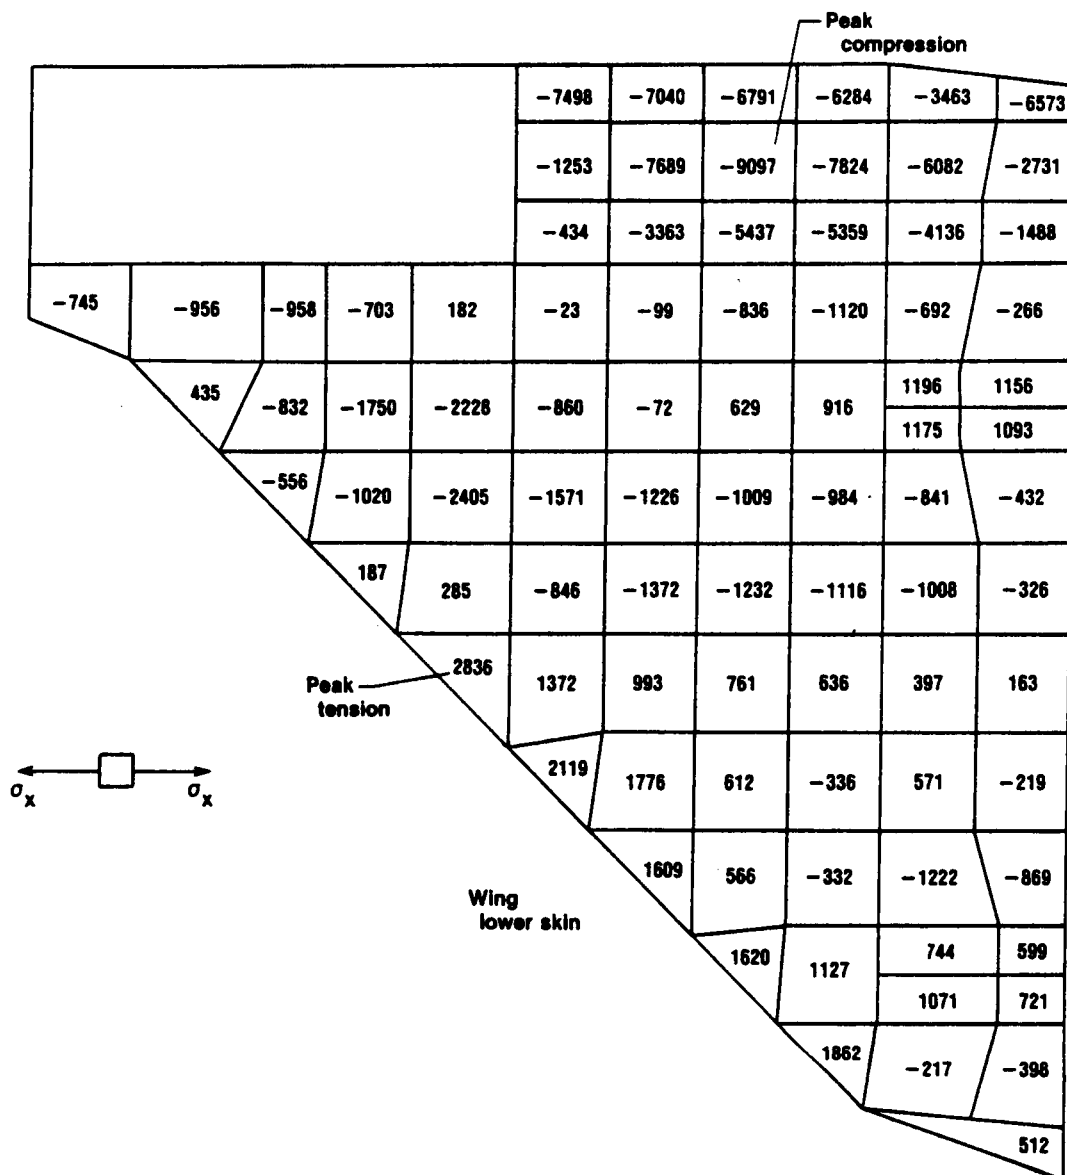 Peak
compression
−7498 −7040 −6791 −6284 −3463 −6573
−1253 −7689 −9097 −7824 −6082 −2731
−434 −3363 −5437 −5359 −4136 −1488
−745 −956 −958 −703 182 −23 −99 −836 −1120 −692 −266
435 −832 −1750 −2228 −860 −72 629 916 1196 1156
1175 1093
−556 −1020 −2405 −1571 −1226 −1009 −984 −841 −432
187 285 −846 −1372 −1232 −1116 −1008 −326
2836 1372 993 761 636 397 163
Peak
tension
2119 1776 612 −336 571 −219
σx σx
1609 566 −332 −1222 −869
Wing
lower skin
1620 1127 744 599
1071 721
1862 −217 −398
512